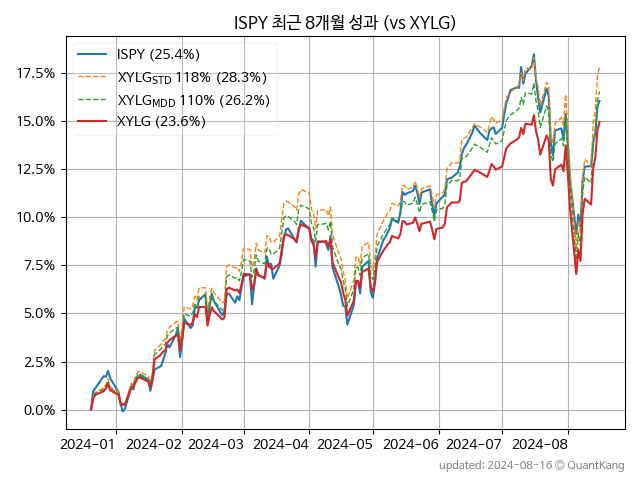 ISPY 최근 8개월 성과 (vs XYLG)
ISPY (25.4%)
XYLG_STD 118% (28.3%)
XYLG_MDD 110% (26.2%)
XYLG (23.6%)
17.5%
15.0%
12.5%
10.0%
7.5%
5.0%
2.5%
0.0%
2024-01 2024-02 2024-03 2024-04 2024-05 2024-06 2024-07 2024-08
updated: 2024-08-16 © QuantKang